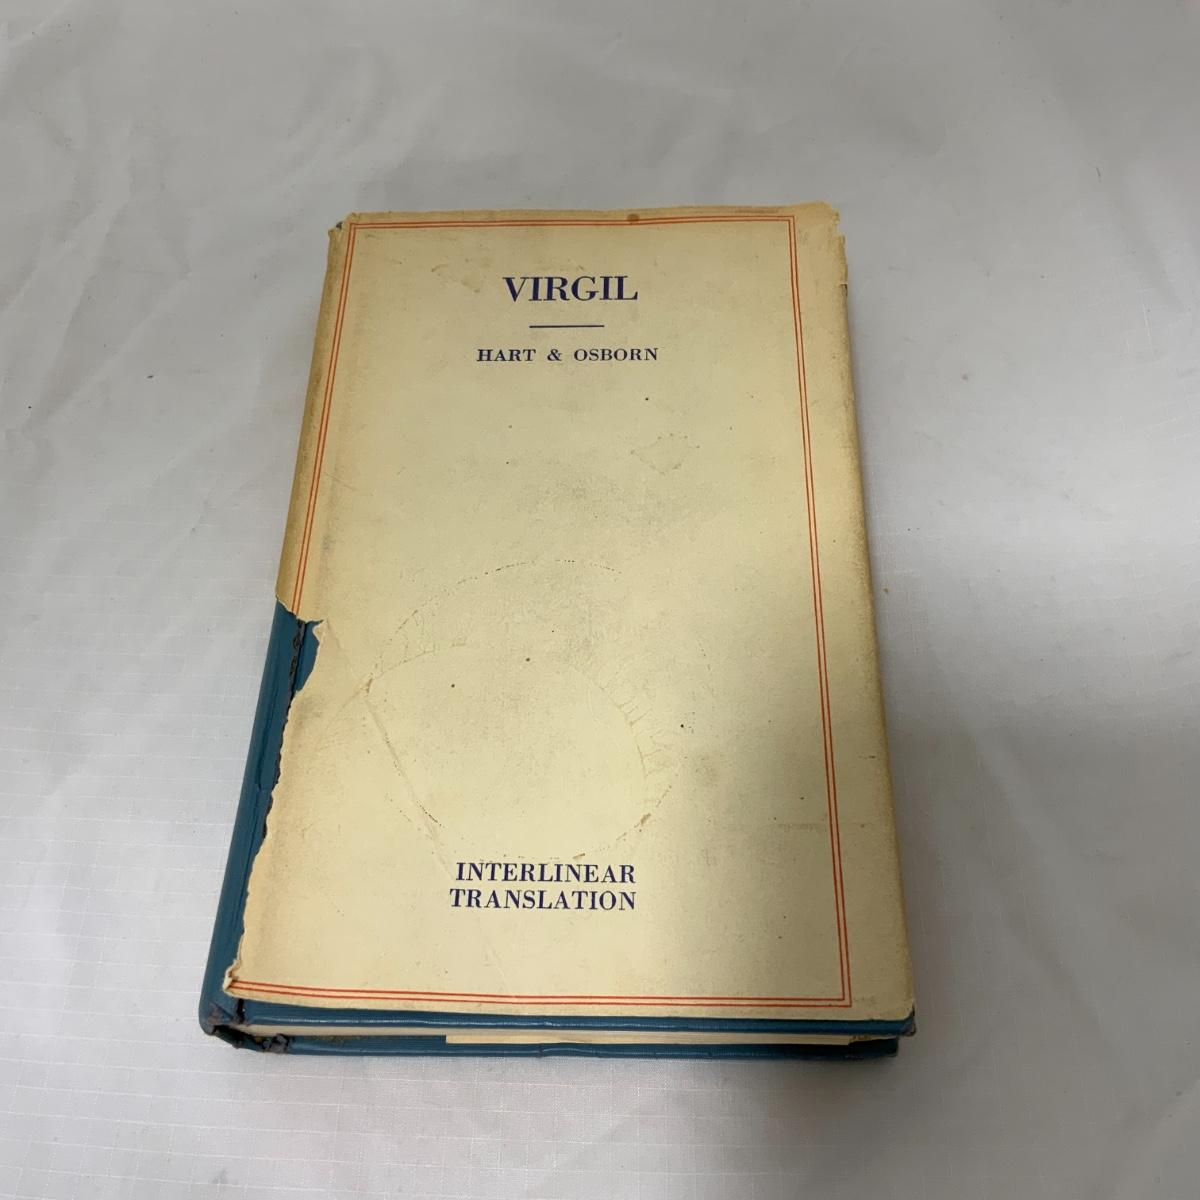 VIRGIL
HART & OSBORN
INTERLINEAR
TRANSLATION